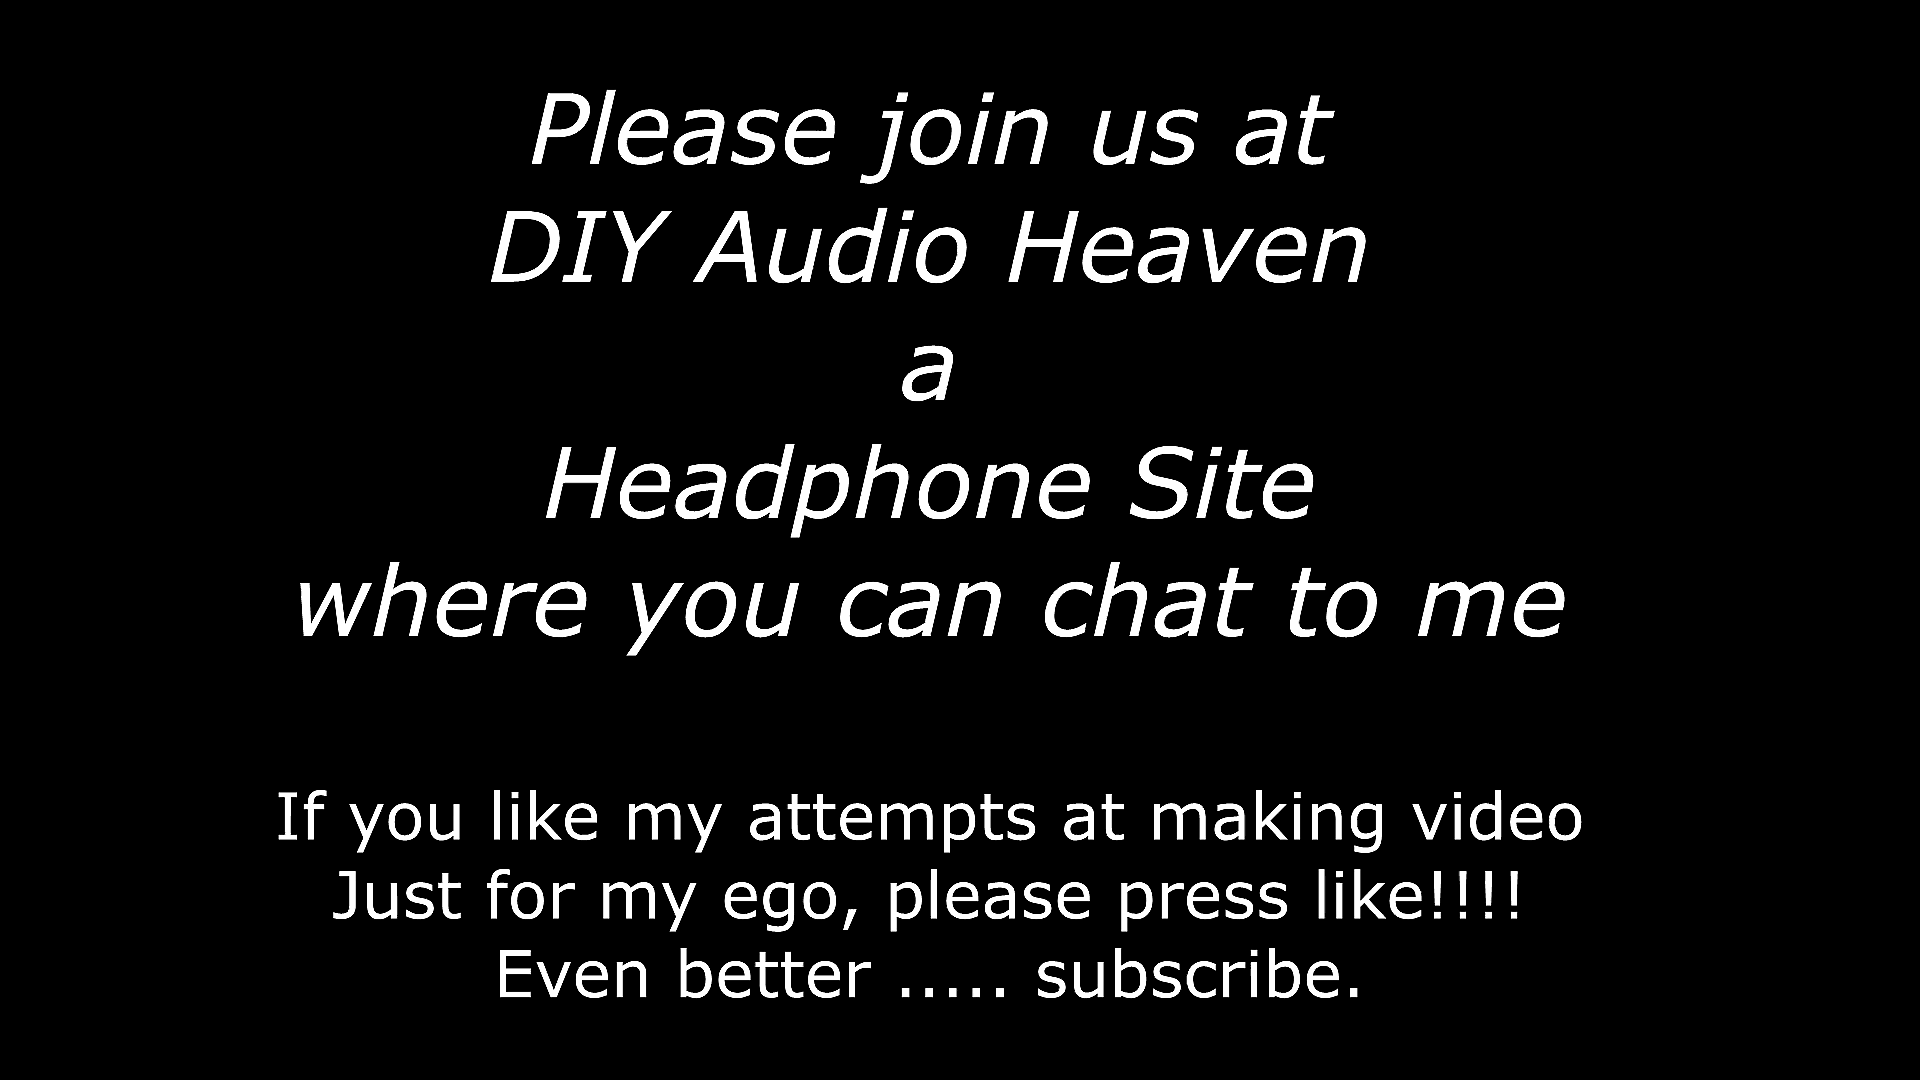 Please join us at
DIY Audio Heaven
a
Headphone Site
where you can chat to me
If you like my attempts at making video
Just for my ego, please press like!!!!
Even better ..... subscribe.